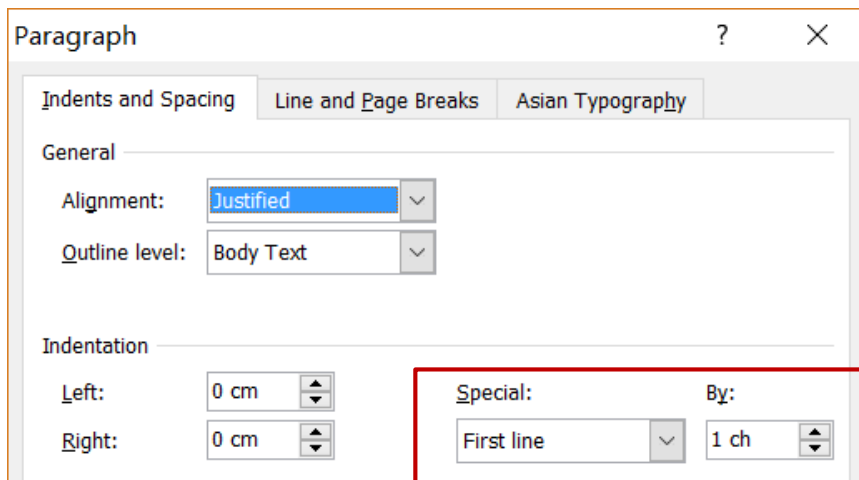 Paragraph ?
Indents and Spacing Line and Page Breaks Asian Typography
General
Alignment: Justified
Outline level: Body Text
Indentation
Left: 0 cm Special: By:
Right: 0 cm First line 1 ch